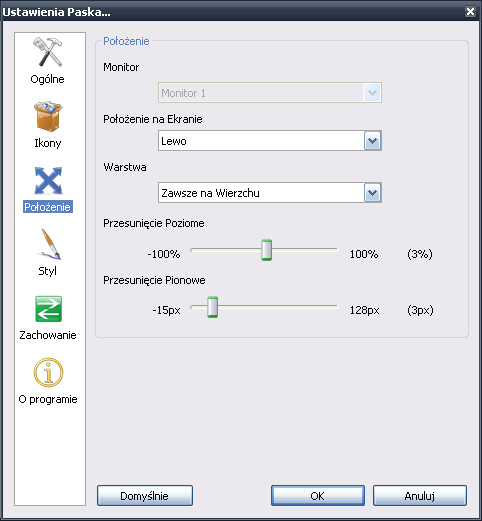 Ustawienia Paska...
Ogólne
Ikony
Położenie
Styl
Zachowanie
O programie
Położenie
Monitor
Monitor 1
Położenie na Ekranie
Lewo
Warstwa
Zawsze na Wierzchu
Przesunięcie Poziome
-100% 100% (3%)
Przesunięcie Pionowe
-15px 128px (3px)
Domyślnie OK Anuluj